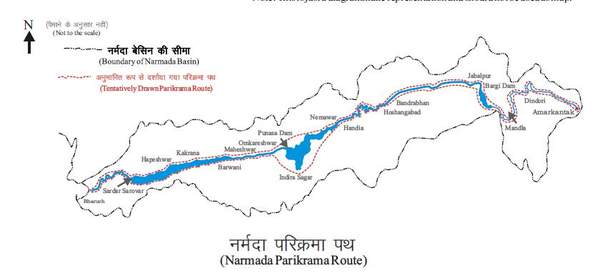 N
(पैमाने के अनुसार नहीं)
(Not to the scale)
नर्मदा बेसिन की सीमा
(Boundary of Narmada Basin)
अनुमानित रूप से दर्शाया गया परिक्रमा पथ
(Tentatively Drawn Parikrama Route)
Jabalpur
Bargi Dam
Dindori
Amarkantak
Mandla
Bandrabhan
Hoshangabad
Nemawar
Handia
Punasa Dam
Omkareshwar
Maheshwar
Indira Sagar
Kakrana
Hapeshwar
Barwani
Sardar Sarovar
Bharuch
नर्मदा परिक्रमा पथ
(Narmada Parikrama Route)